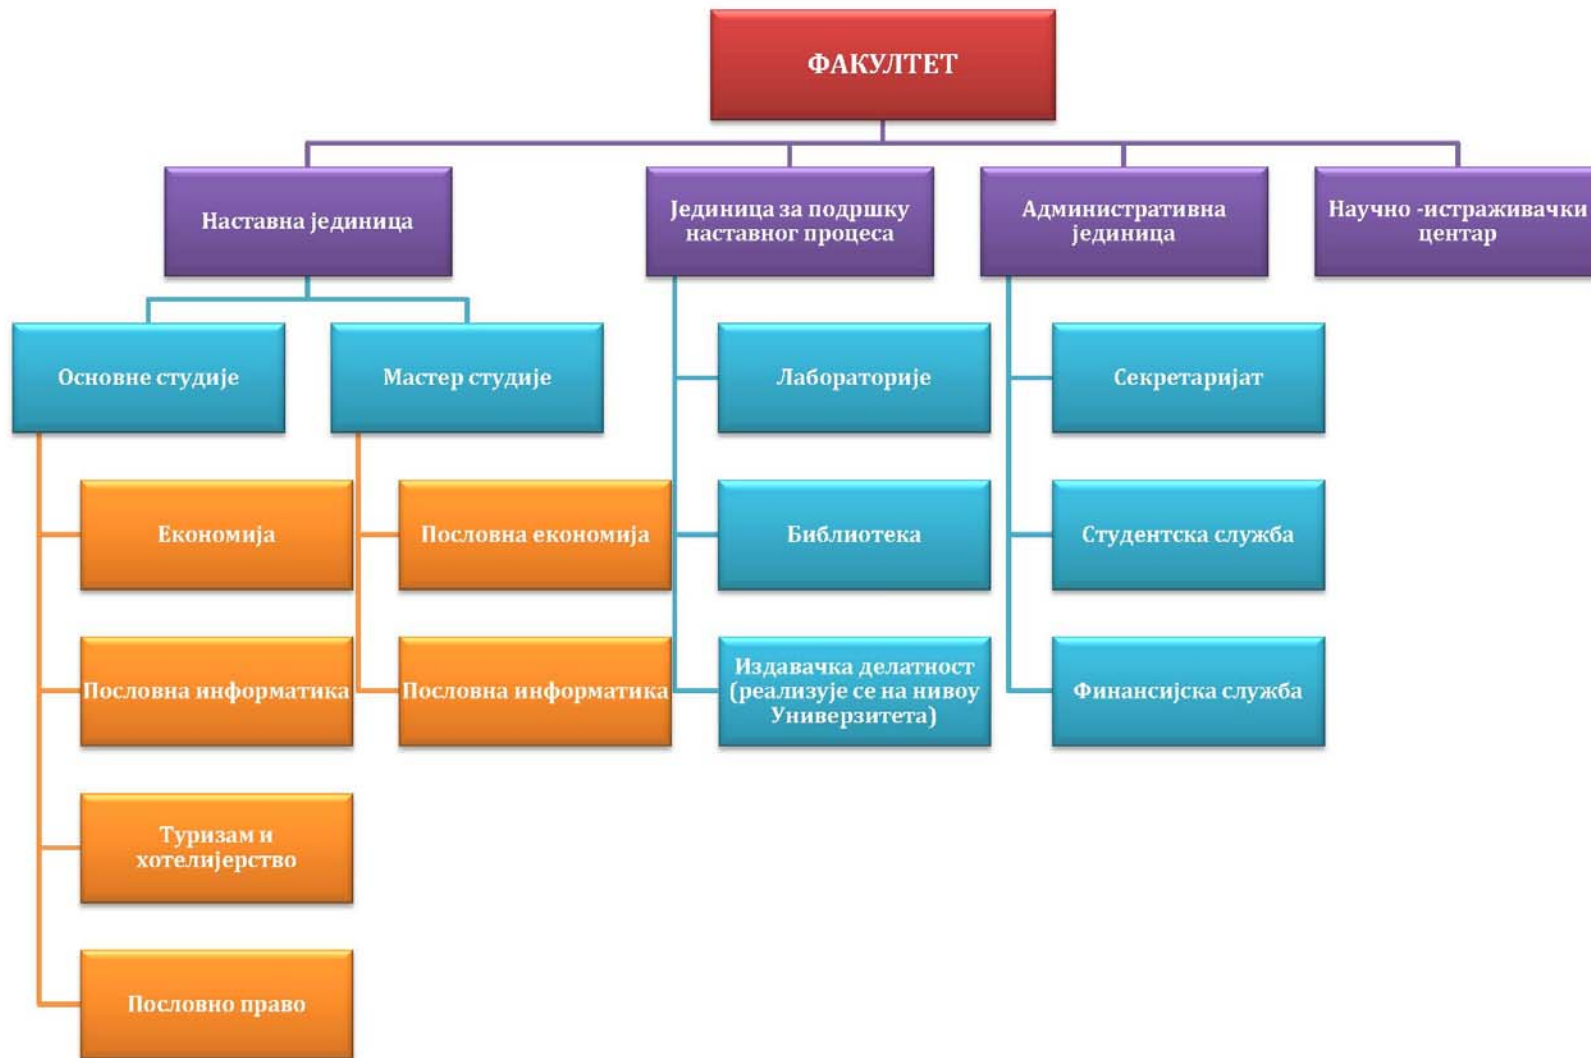 ФАКУЛТЕТ
Наставна јединица
Јединица за подршку
наставног процеса
Административна
јединица
Научно -истраживачки
центар
Основне студије
Мастер студије
Лабораторије
Секретаријат
Економија
Пословна економија
Библиотека
Студентска служба
Пословна информатика
Пословна информатика
Издавачка делатност
(реализује се на нивоу
Универзитета)
Финансијска служба
Туризам и
хотелијерство
Пословно право